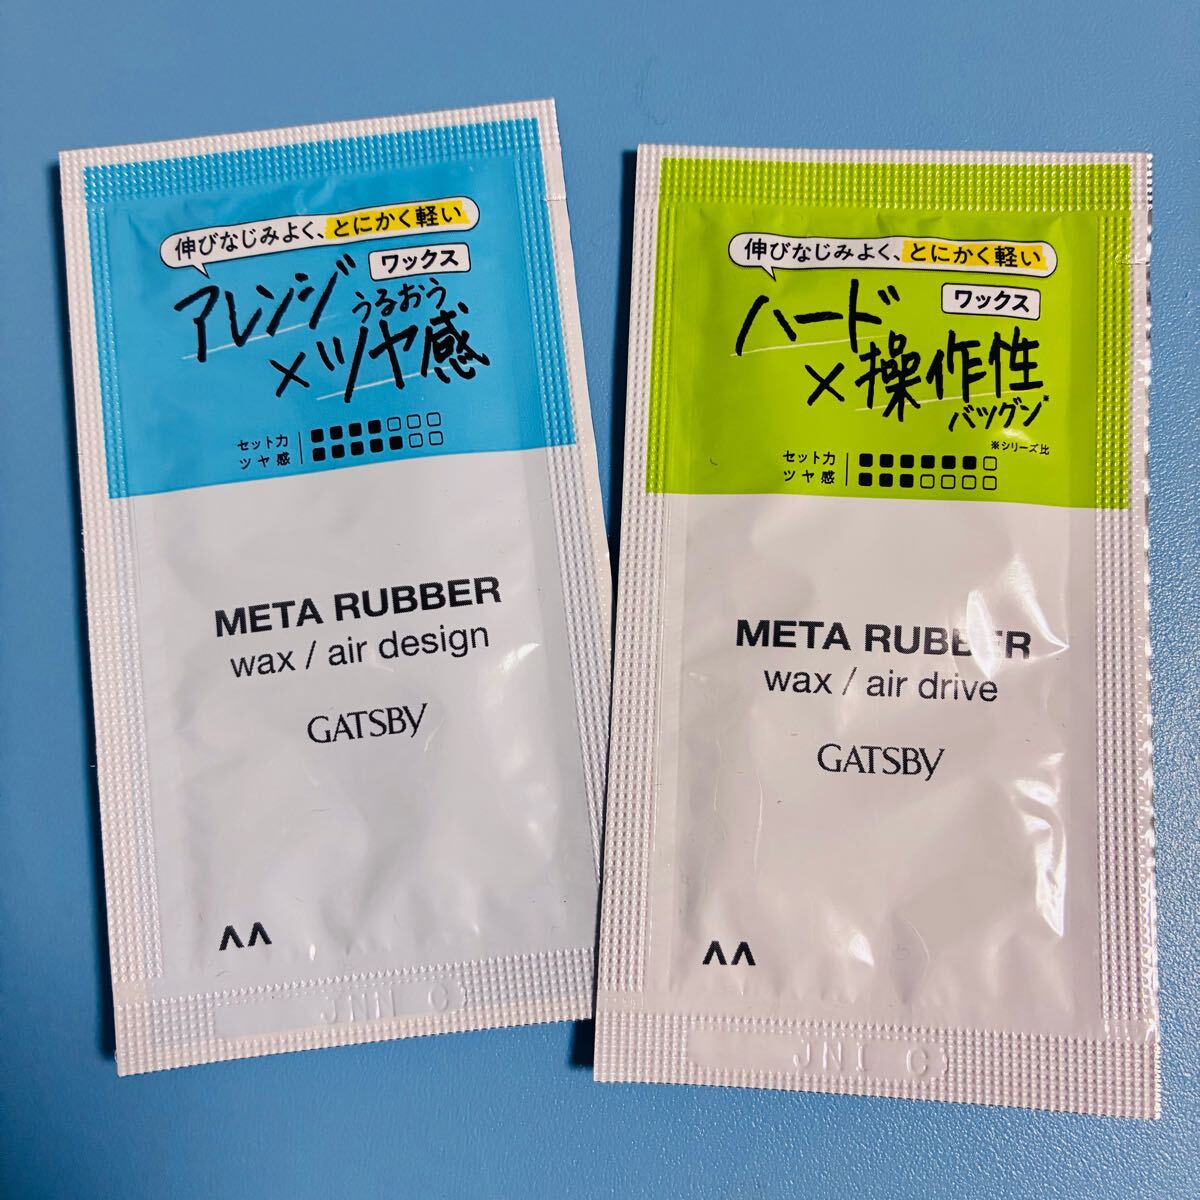 伸びなじみよく、とにかく軽い
ワックス
アレンジ
うるおう
×ツヤ感
セット力
ツヤ感
META RUBBER
wax / air design
GATSBY
JNN C
伸びなじみよく、とにかく軽い
ワックス
ハード
×操作性
バツグン※
※シリーズ比
セット力
ツヤ感
META RUBBER
wax / air drive
GATSBY
JNI C